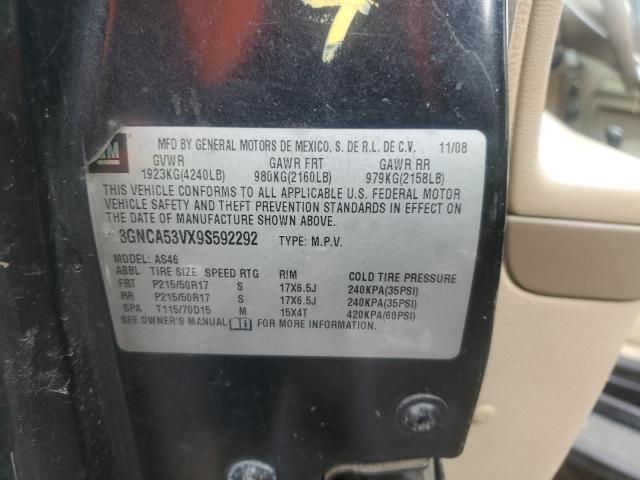 GM
MFD BY GENERAL MOTORS DE MEXICO, S. DE R.L. DE C.V. 11/08
GVWR GAWR FRT GAWR RR
1923KG(4240LB) 980KG(2160LB) 979KG(2158LB)
THIS VEHICLE CONFORMS TO ALL APPLICABLE U.S. FEDERAL MOTOR
VEHICLE SAFETY AND THEFT PREVENTION STANDARDS IN EFFECT ON
THE DATE OF MANUFACTURE SHOWN ABOVE.
3GNCA53VX9S592292 TYPE: M.P.V.
MODEL: AS46
ABBL TIRE SIZE SPEED RTG RIM COLD TIRE PRESSURE
FRT P215/50R17 S 17X6.5J 240KPA(35PSI)
RR P215/50R17 S 17X6.5J 240KPA(35PSI)
SPA T115/70D15 M 15X4T 420KPA(60PSI)
SEE OWNER'S MANUAL FOR MORE INFORMATION.